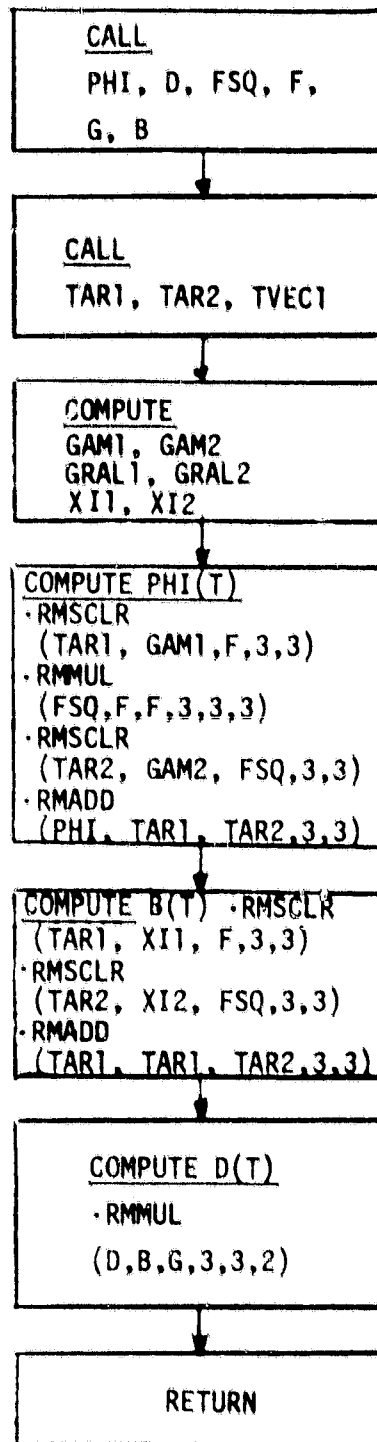 CALL
PHI, D, FSQ, F,
G, B
CALL
TAR1, TAR2, TVEC1
COMPUTE
GAM1, GAM2
GRAL1, GRAL2
XI1, XI2
COMPUTE PHI(T)
·RMSCLR
(TAR1, GAM1,F,3,3)
·RMMUL
(FSQ,F,F,3,3,3)
·RMSCLR
(TAR2, GAM2, FSQ,3,3)
·RMADD
(PHI, TAR1, TAR2,3,3)
COMPUTE B(T) ·RMSCLR
(TAR1, XI1, F,3,3)
·RMSCLR
(TAR2, XI2, FSQ,3,3)
·RMADD
(TAR1, TAR1, TAR2,3,3)
COMPUTE D(T)
·RMMUL
(D,B,G,3,3,2)
RETURN